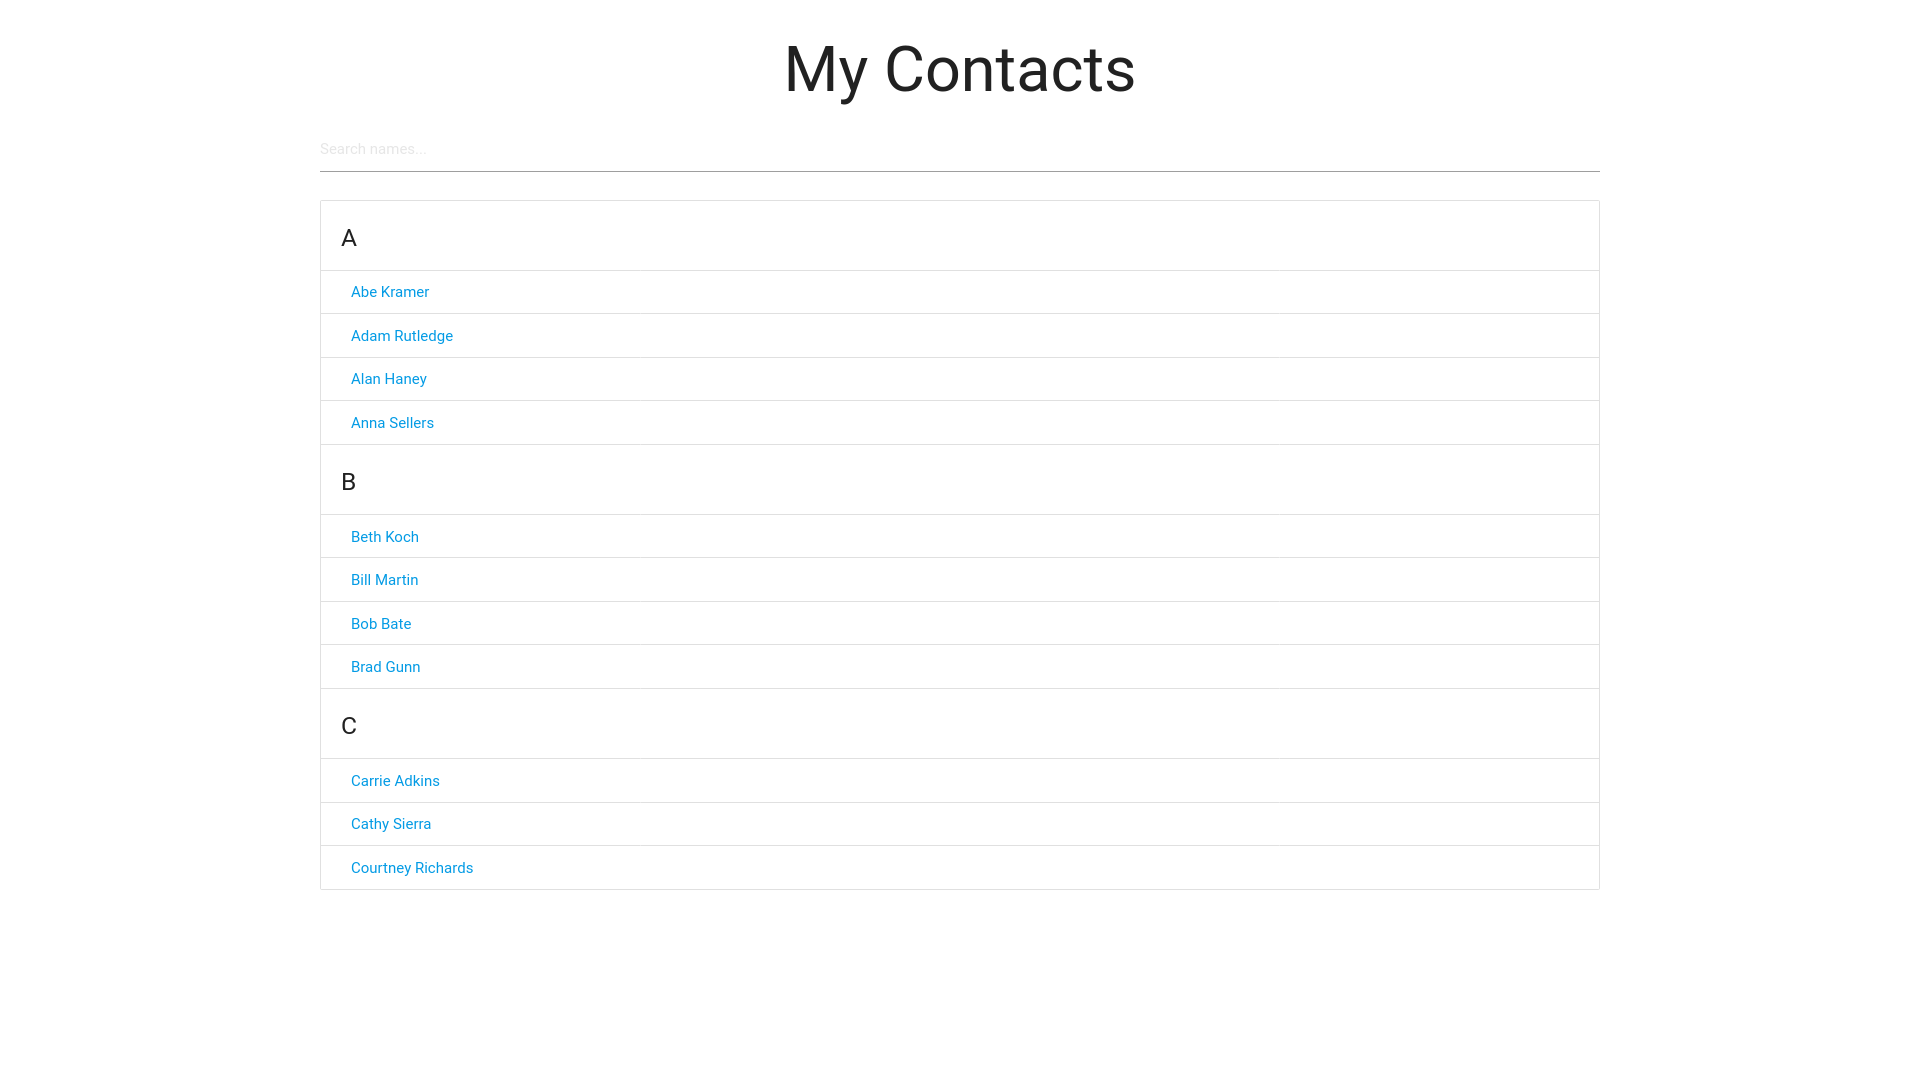 My Contacts
Search names...
A
Abe Kramer
Adam Rutledge
Alan Haney
Anna Sellers
B
Beth Koch
Bill Martin
Bob Bate
Brad Gunn
C
Carrie Adkins
Cathy Sierra
Courtney Richards